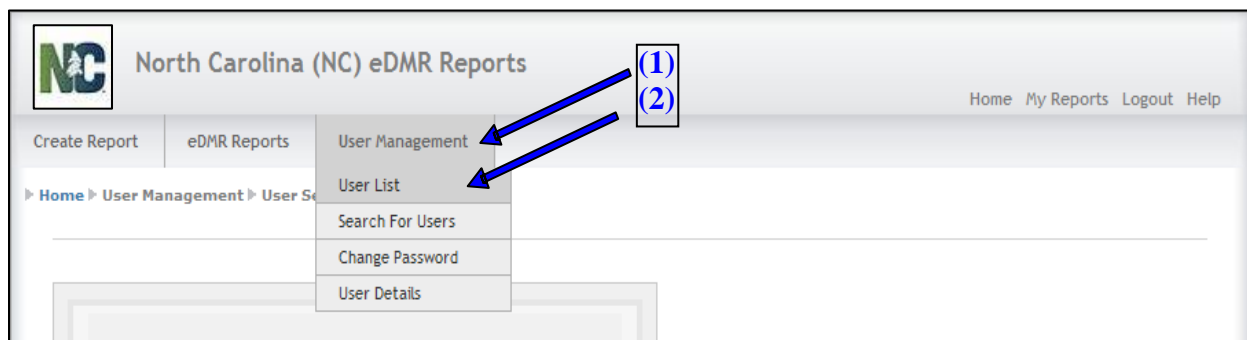 NC North Carolina (NC) eDMR Reports
(1)
(2)
Home My Reports Logout Help
Create Report eDMR Reports User Management
Home User Management User Se
User List
Search For Users
Change Password
User Details